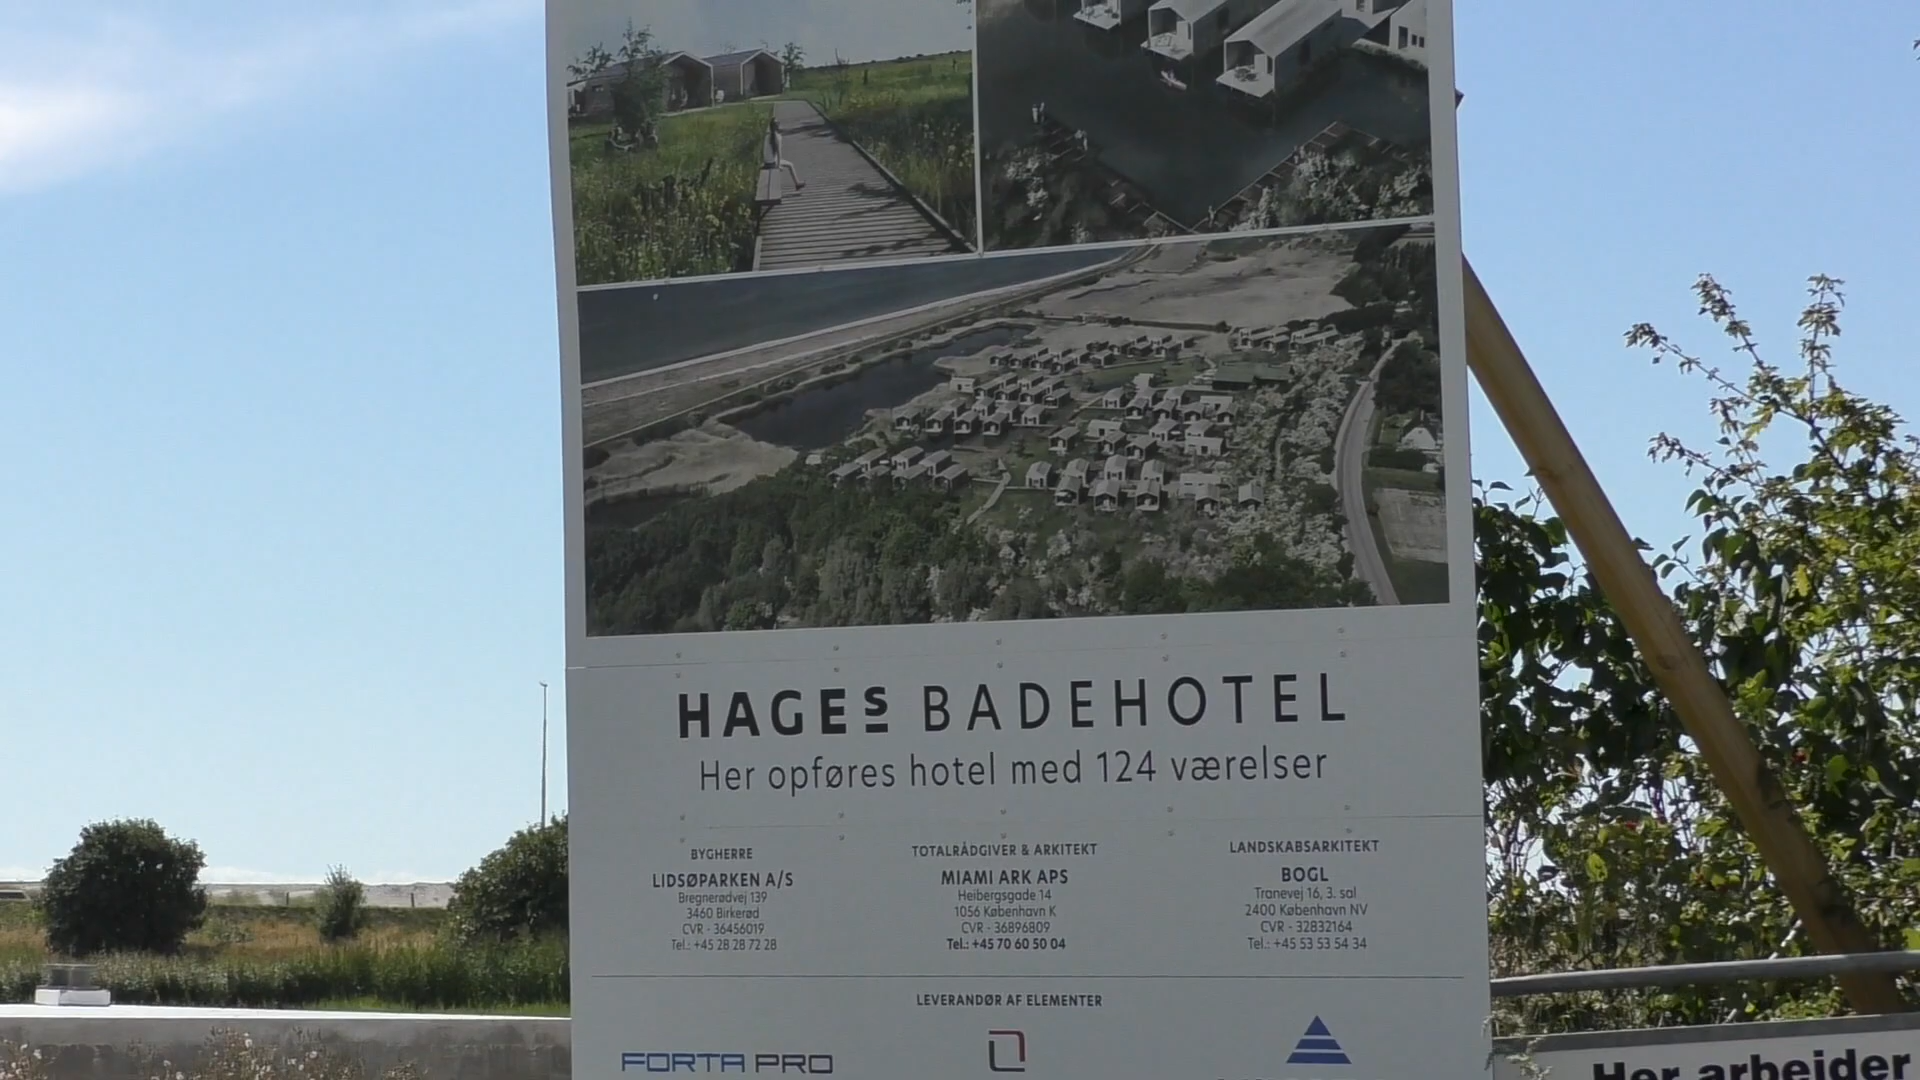 HAGES BADEHOTEL
Her opføres hotel med 124 værelser
BYGHERRE
LIDSØPARKEN A/S
Bregnerødvej 139
3460 Birkerød
CVR - 36456019
Tel.: +45 28 28 72 28
TOTALRÅDGIVER & ARKITEKT
MIAMI ARK APS
Heibergsgade 14
1056 København K
CVR - 36896809
Tel.: +45 70 60 50 04
LANDSKABSARKITEKT
BOGL
Tranevej 16, 3. sal
2400 København NV
CVR - 32832164
Tel.: +45 53 53 54 34
LEVERANDØR AF ELEMENTER
FORTA PRO
Her arbejder